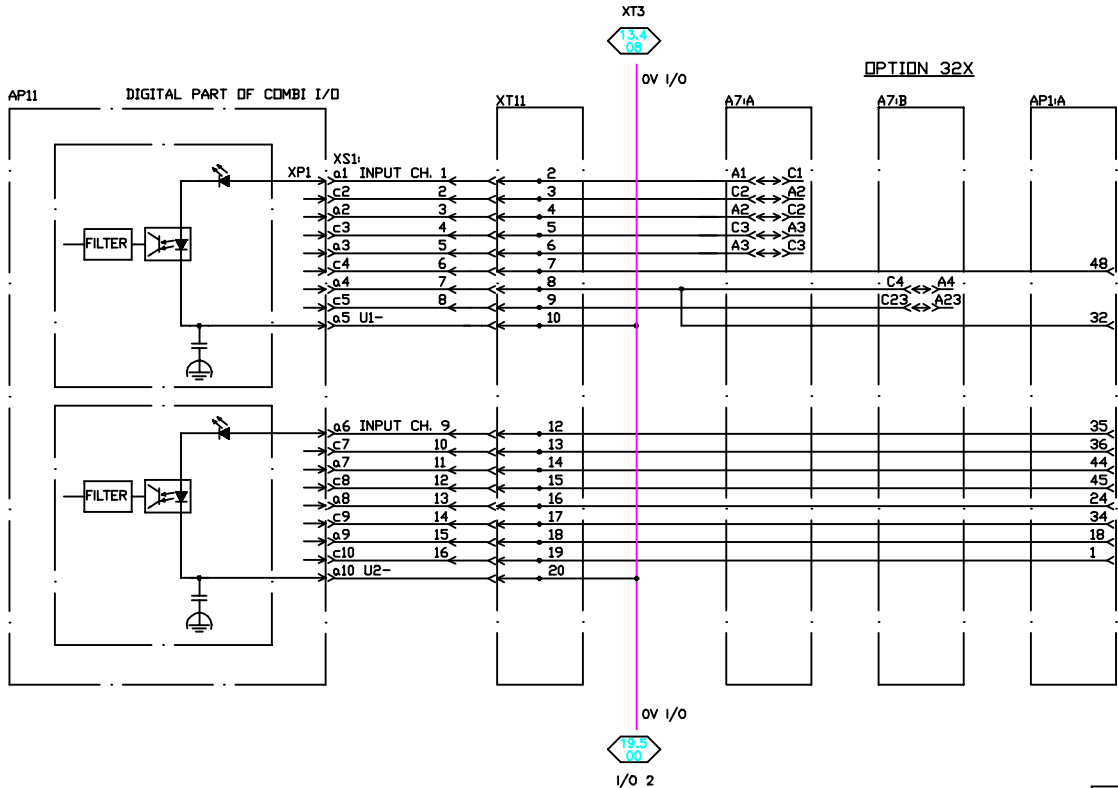 XT3
13.4
08
0V I/O
OPTION 32X
AP11 DIGITAL PART OF COMBI I/O XT11 A7:A A7:B AP1:A
XS1:
XP1 a1 INPUT CH. 1 2 A1 C1
c2 2 3 C2 A2
a2 3 4 A2 C2
c3 4 5 C3 A3
FILTER
a3 5 6 A3 C3
c4 6 7 48
a4 7 8 C4 A4
c5 8 9 C23 A23
a5 U1- 10 32
a6 INPUT CH. 9 12 35
c7 10 13 36
a7 11 14 44
c8 12 15 45
FILTER
a8 13 16 24
c9 14 17 34
a9 15 18 18
c10 16 19 1
a10 U2- 20
0V I/O
19.5
00
I/O 2